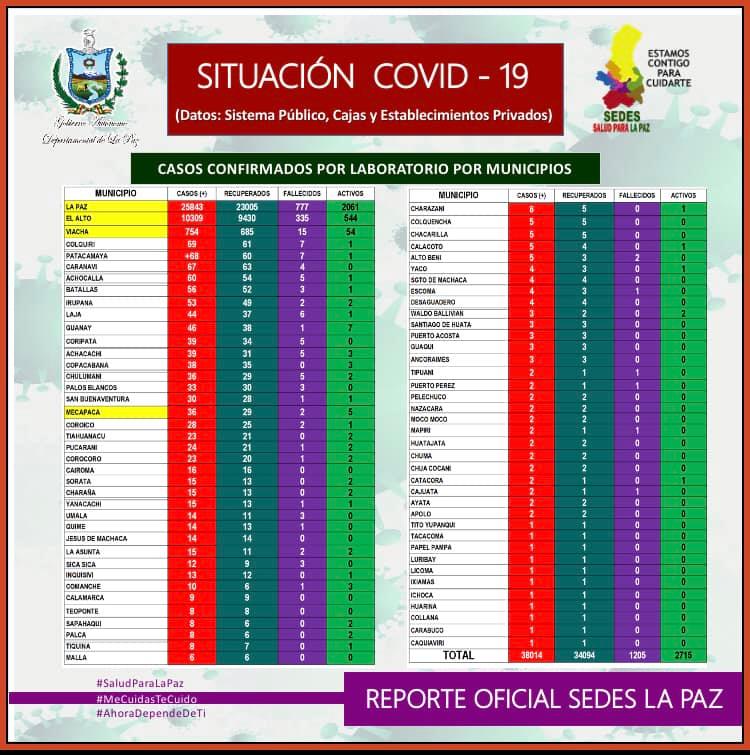 Gobierno Autónomo
Departamental de La Paz
SITUACIÓN COVID - 19
(Datos: Sistema Público, Cajas y Establecimientos Privados)
ESTAMOS
CONTIGO
PARA
CUIDARTE
SEDES
SALUD PARA LA PAZ
CASOS CONFIRMADOS POR LABORATORIO POR MUNICIPIOS
MUNICIPIO CASOS (+) RECUPERADOS FALLECIDOS ACTIVOS
LA PAZ 25843 23005 777 2061
EL ALTO 10309 9430 335 544
VIACHA 754 685 15 54
COLQUIRI 69 61 7 1
PATACAMAYA +68 60 7 1
CARANAVI 67 63 4 0
ACHOCALLA 60 54 5 1
BATALLAS 56 52 3 1
IRUPANA 53 49 2 2
LAJA 44 37 6 1
GUANAY 46 38 1 7
CORIPATA 39 34 5 0
ACHACACHI 39 31 5 3
COPACABANA 38 35 0 3
CHULUMANI 36 29 5 2
PALOS BLANCOS 33 30 3 0
SAN BUENAVENTURA 30 28 1 1
MECAPACA 36 29 2 5
COROICO 28 25 2 1
TIAHUANACU 23 21 0 2
PUCARANI 24 21 1 2
COROCORO 23 20 1 2
CAIROMA 16 16 0 0
SORATA 15 13 0 2
CHARAÑA 15 13 0 2
YANACACHI 15 13 1 1
UMALA 14 11 3 0
QUIME 14 13 1 0
JESUS DE MACHACA 14 14 0 0
LA ASUNTA 15 11 2 2
SICA SICA 12 9 3 0
INQUISIVI 13 12 0 1
COMANCHE 10 6 1 3
CALAMARCA 9 9 0 0
TEOPONTE 8 8 0 0
SAPAHAQUI 8 6 0 2
PALCA 8 6 0 2
TIQUINA 8 7 0 1
MALLA 6 6 0 0
MUNICIPIO CASOS (+) RECUPERADOS FALLECIDOS ACTIVOS
CHARAZANI 6 5 0 1
COLQUENCHA 5 5 0 0
CHACARILLA 5 5 0 0
CALACOTO 5 4 0 1
ALTO BENI 5 3 2 0
YACO 4 3 0 1
SGTO DE MACHACA 4 4 0 0
ESCOMA 4 3 1 0
DESAGUADERO 4 4 0 0
WALDO BALLIVIAN 3 2 0 2
SANTIAGO DE HUATA 3 3 0 0
PUERTO ACOSTA 3 3 0 0
GUAQUI 3 3 0 0
ANCORAIMES 3 3 0 0
TIPUANI 2 1 1 0
PUERTO PEREZ 2 1 1 0
PELECHUCO 2 2 0 0
NAZACARA 2 2 0 0
MOCO MOCO 2 2 0 0
MAPIRI 2 1 1 0
HUATAJATA 2 2 0 0
CHUMA 2 2 0 0
CHUA COCANI 2 2 0 0
CATACORA 2 1 0 1
CAJUATA 2 1 1 0
AYATA 2 2 0 0
APOLO 2 2 0 0
TITO YUPANQUI 1 1 0 0
TACACOMA 1 1 0 0
PAPEL PAMPA 1 1 0 0
LURIBAY 1 1 0 0
LICOMA 1 1 0 0
IXIAMAS 1 1 0 0
ICHOCA 1 1 0 0
HUARINA 1 1 0 0
COLLANA 1 1 0 0
CARABUCO 1 1 0 0
CAQUIAVIRI 1 1 0 0
TOTAL 38014 34094 1205 2715
#SaludParaLaPaz
#MeCuidasTeCuido
#AhoraDependeDeTi
REPORTE OFICIAL SEDES LA PAZ